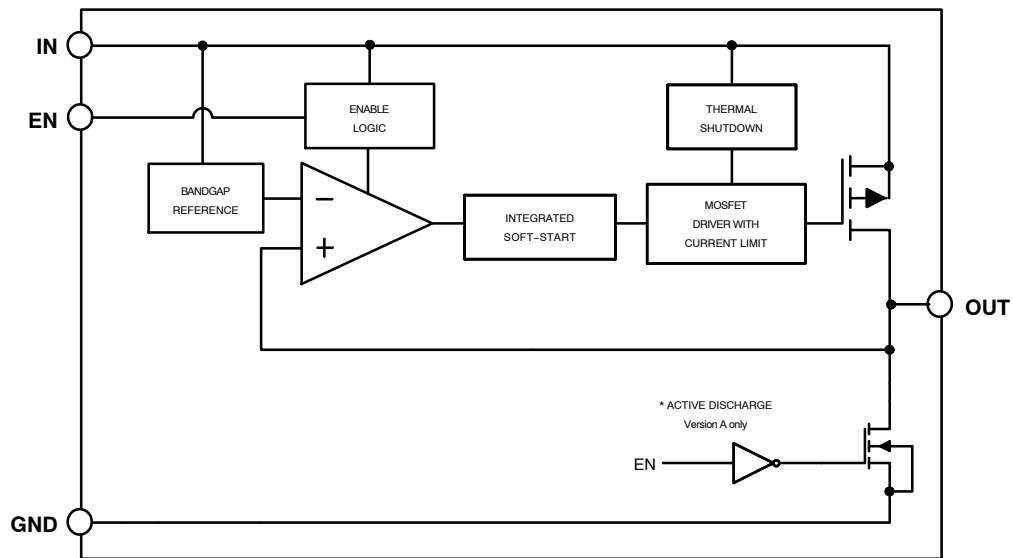 IN
EN
ENABLE
LOGIC
THERMAL
SHUTDOWN
BANDGAP
REFERENCE
−
+
INTEGRATED
SOFT−START
MOSFET
DRIVER WITH
CURRENT LIMIT
OUT
* ACTIVE DISCHARGE
Version A only
EN
GND